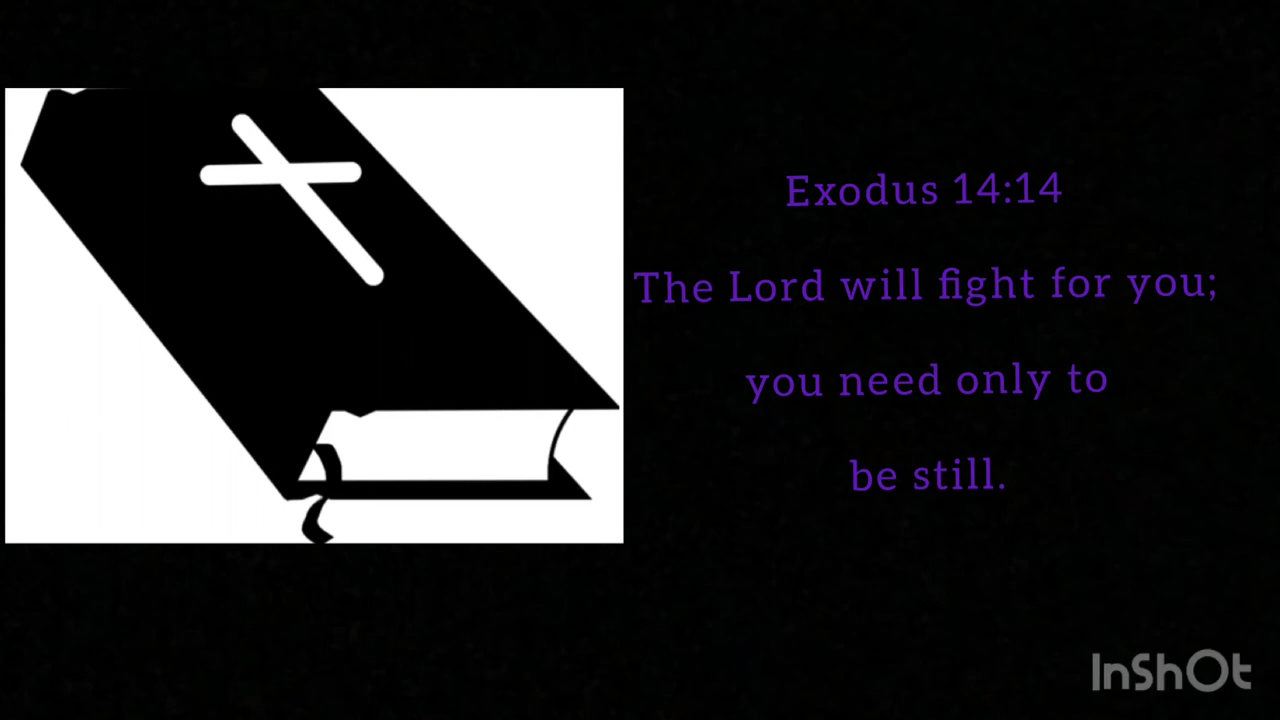 Exodus 14:14
The Lord will fight for you;
you need only to
be still.
InShOt